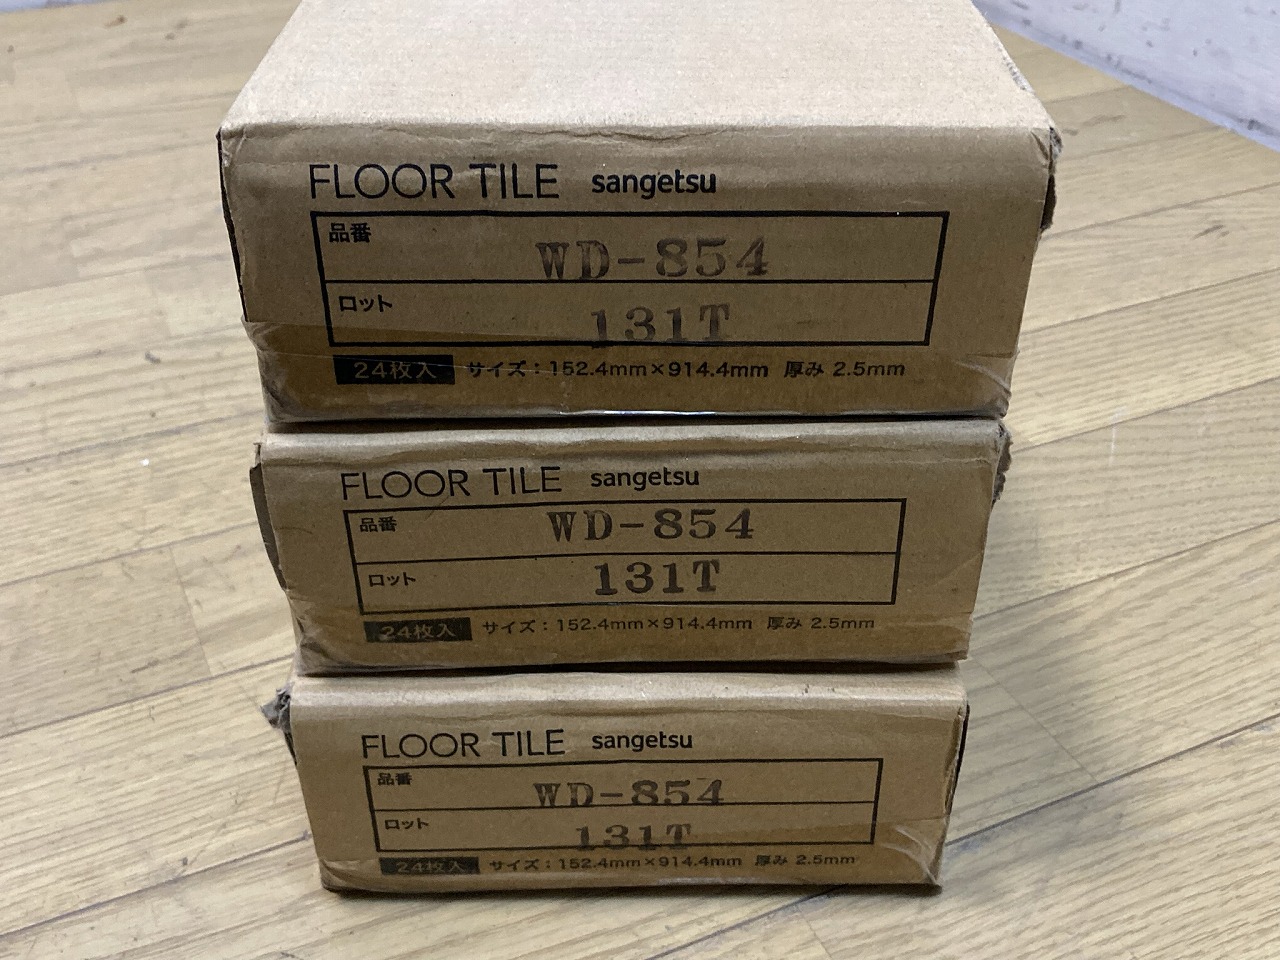 FLOOR TILE sangetsu
品番
WD-854
ロット
131T
24枚入 サイズ：152.4mm×914.4mm 厚み 2.5mm
FLOOR TILE sangetsu
品番
WD-854
ロット
131T
24枚入 サイズ：152.4mm×914.4mm 厚み 2.5mm
FLOOR TILE sangetsu
品番
WD-854
ロット
131T
24枚入 サイズ：152.4mm×914.4mm 厚み 2.5mm